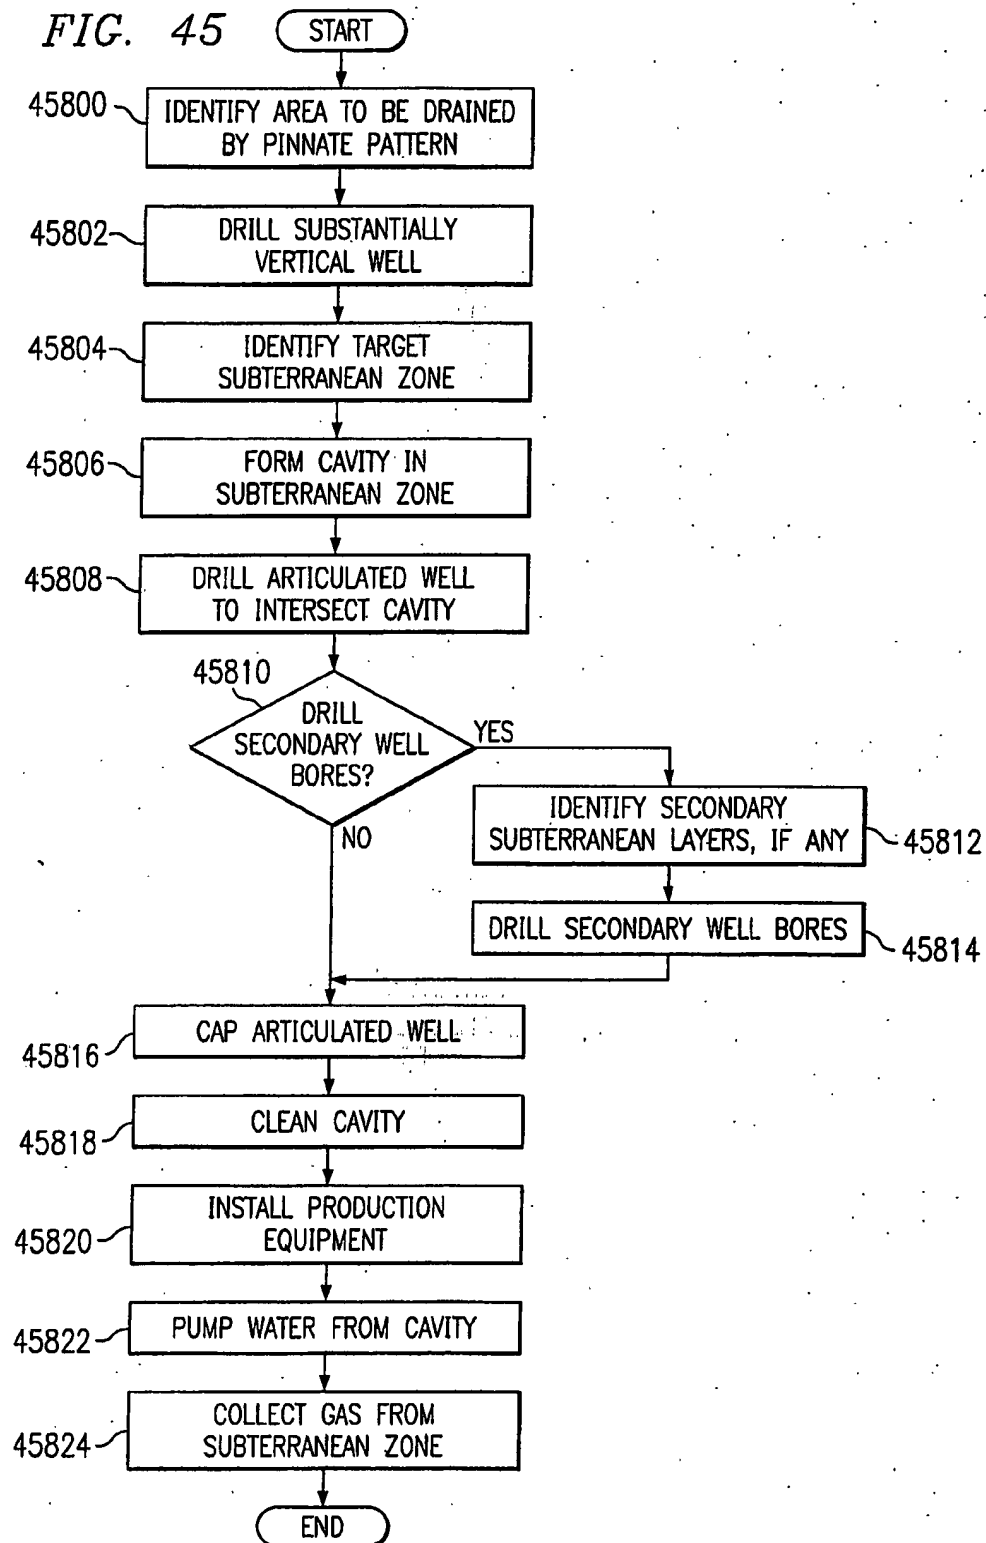 FIG. 45
START
45800
IDENTIFY AREA TO BE DRAINED
BY PINNATE PATTERN
45802
DRILL SUBSTANTIALLY
VERTICAL WELL
45804
IDENTIFY TARGET
SUBTERRANEAN ZONE
45806
FORM CAVITY IN
SUBTERRANEAN ZONE
45808
DRILL ARTICULATED WELL
TO INTERSECT CAVITY
45810
DRILL
SECONDARY WELL
BORES?
YES
NO
IDENTIFY SECONDARY
SUBTERRANEAN LAYERS, IF ANY
45812
DRILL SECONDARY WELL BORES
45814
CAP ARTICULATED WELL
45816
CLEAN CAVITY
45818
INSTALL PRODUCTION
EQUIPMENT
45820
PUMP WATER FROM CAVITY
45822
COLLECT GAS FROM
SUBTERRANEAN ZONE
45824
END